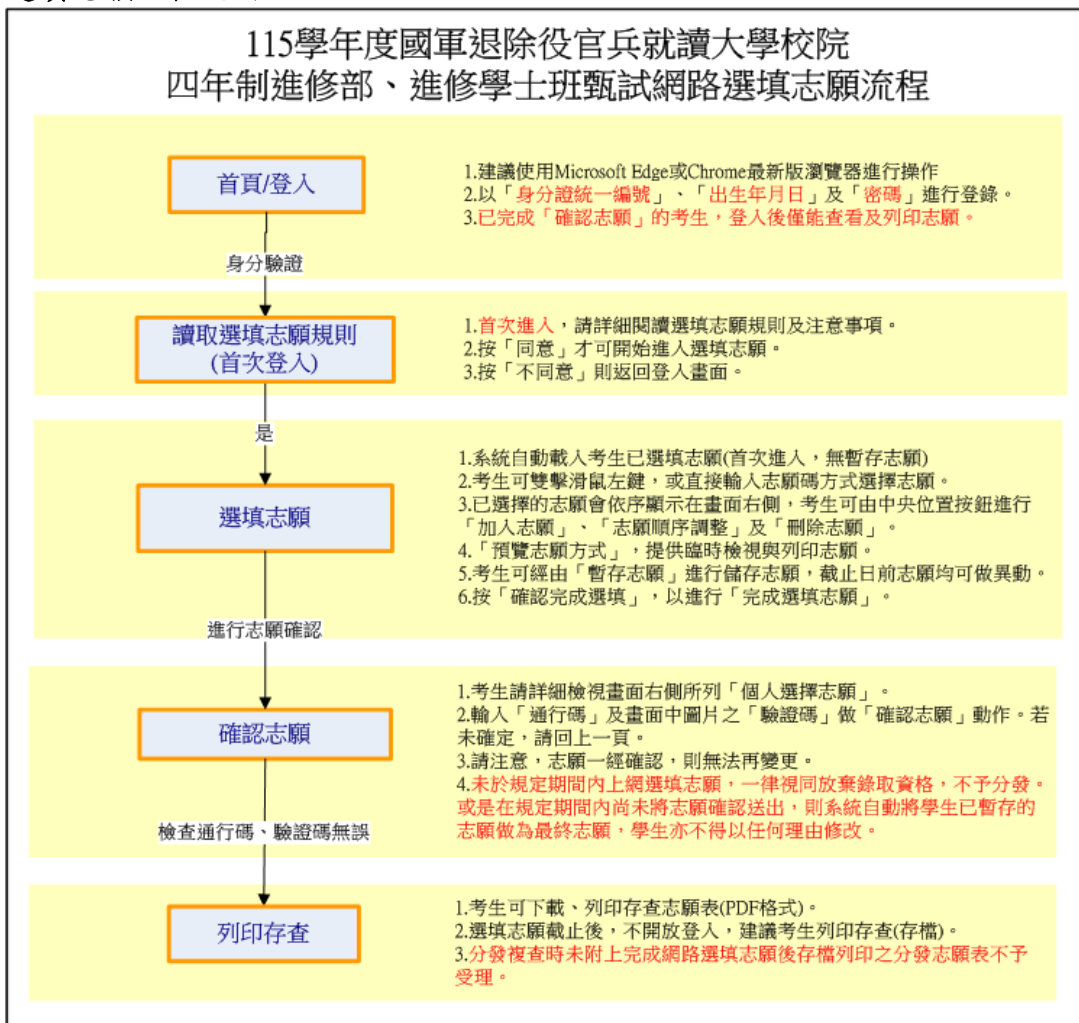 115學年度國軍退除役官兵就讀大學校院
四年制進修部、進修學士班甄試網路選填志願流程
首頁/登入
1.建議使用Microsoft Edge或Chrome最新版瀏覽器進行操作
2.以「身分證統一編號」、「出生年月日」及「密碼」進行登錄。
3.已完成「確認志願」的考生，登入後僅能查看及列印志願。
身分驗證
讀取選填志願規則
(首次登入)
1.首次進入，請詳細閱讀選填志願規則及注意事項。
2.按「同意」才可開始進入選填志願。
3.按「不同意」則返回登入畫面。
是
選填志願
1.系統自動載入考生已選填志願(首次進入，無暫存志願)
2.考生可雙擊滑鼠左鍵，或直接輸入志願碼方式選擇志願。
3.已選擇的志願會依序顯示在畫面右側，考生可由中央位置按鈕進行
「加入志願」、「志願順序調整」及「刪除志願」。
4.「預覽志願方式」，提供臨時檢視與列印志願。
5.考生可經由「暫存志願」進行儲存志願，截止日前志願均可做異動。
6.按「確認完成選填」，以進行「完成選填志願」。
進行志願確認
確認志願
1.考生請詳細檢視畫面右側所列「個人選擇志願」。
2.輸入「通行碼」及畫面中圖片之「驗證碼」做「確認志願」動作。若
未確定，請回上一頁。
3.請注意，志願一經確認，則無法再變更。
4.未於規定期間內上網選填志願，一律視同放棄錄取資格，不予分發。
或是在規定期間內尚未將志願確認送出，則系統自動將學生已暫存的
志願做為最終志願，學生亦不得以任何理由修改。
檢查通行碼、驗證碼無誤
列印存查
1.考生可下載、列印存查志願表(PDF格式)。
2.選填志願截止後，不開放登入，建議考生列印存查(存檔)。
3.分發複查時未附上完成網路選填志願後存檔列印之分發志願表不予
受理。